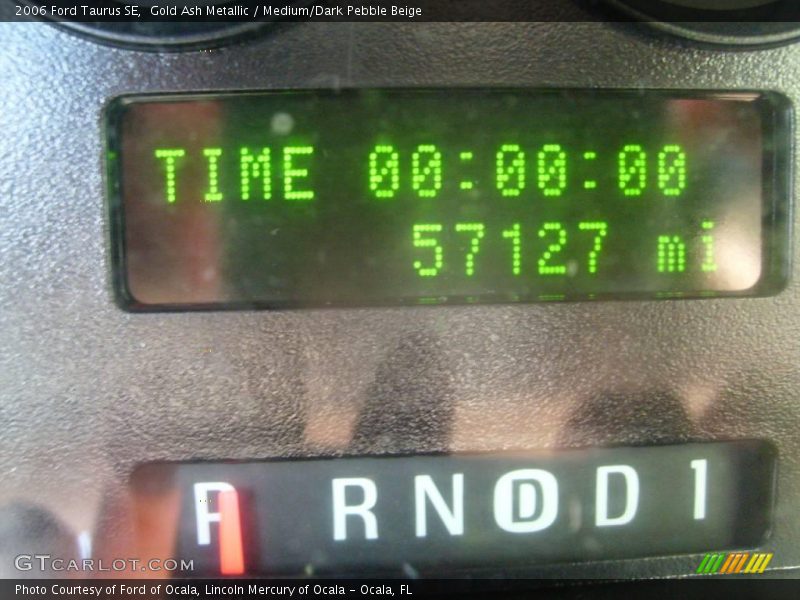 2006 Ford Taurus SE, Gold Ash Metallic / Medium/Dark Pebble Beige
TIME 00:00:00
57127 mi
P R N D D 1
GTCARLOT.COM
Photo Courtesy of Ford of Ocala, Lincoln Mercury of Ocala - Ocala, FL